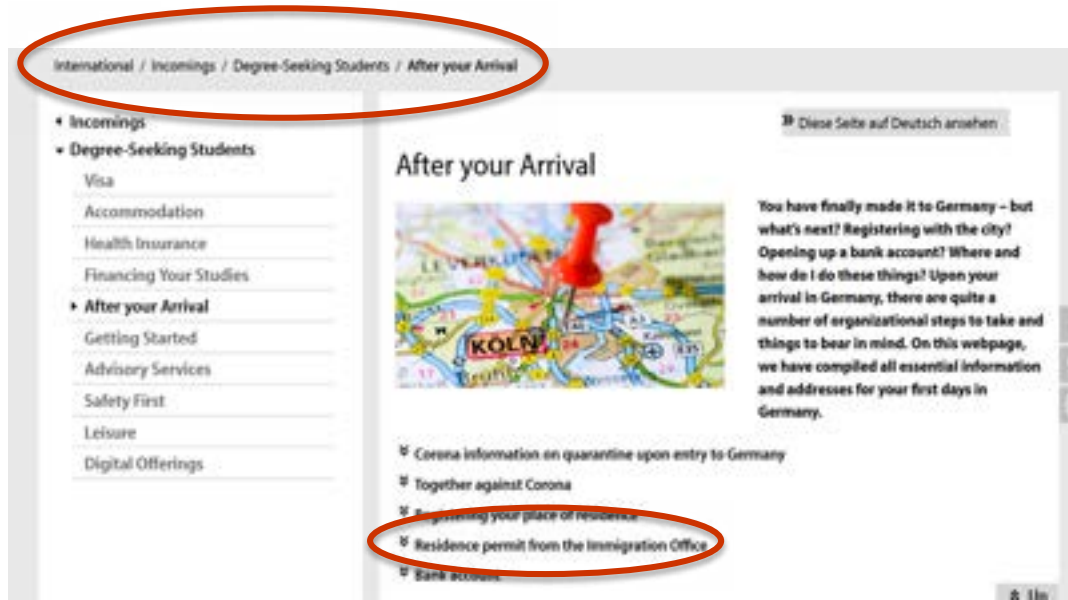 International / Incomings / Degree-Seeking Students / After your Arrival
Incomings
Degree-Seeking Students
Visa
Accommodation
Health Insurance
Financing Your Studies
After your Arrival
Getting Started
Advisory Services
Safety First
Leisure
Digital Offerings
Diese Seite auf Deutsch ansehen
After your Arrival
LEVERKUSEN
KÖLN
You have finally made it to Germany – but
what's next? Registering with the city?
Opening up a bank account? Where and
how do I do these things? Upon your
arrival in Germany, there are quite a
number of organizational steps to take and
things to bear in mind. On this webpage,
we have compiled all essential information
and addresses for your first days in
Germany.
Corona information on quarantine upon entry to Germany
Together against Corona
Registering your place of residence
Residence permit from the Immigration Office
Bank account
Up